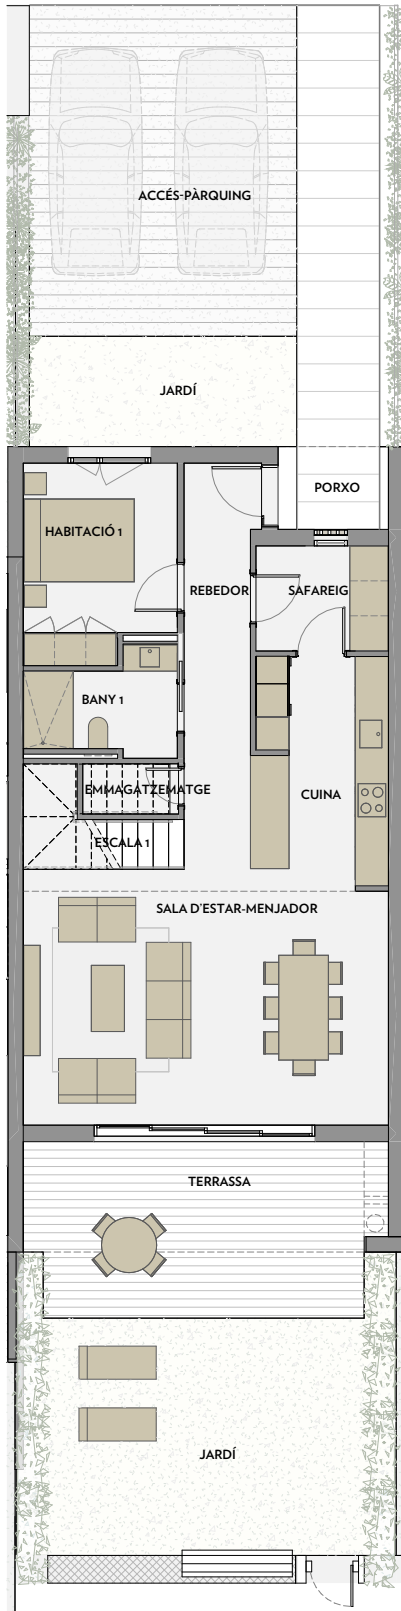 ACCÉS-PÀRQUING
JARDÍ
PORXO
HABITACIÓ 1
REBEDOR
SAFAREIG
BANY 1
EMMAGATZEMATGE
CUINA
ESCALA 1
SALA D'ESTAR-MENJADOR
TERRASSA
JARDÍ